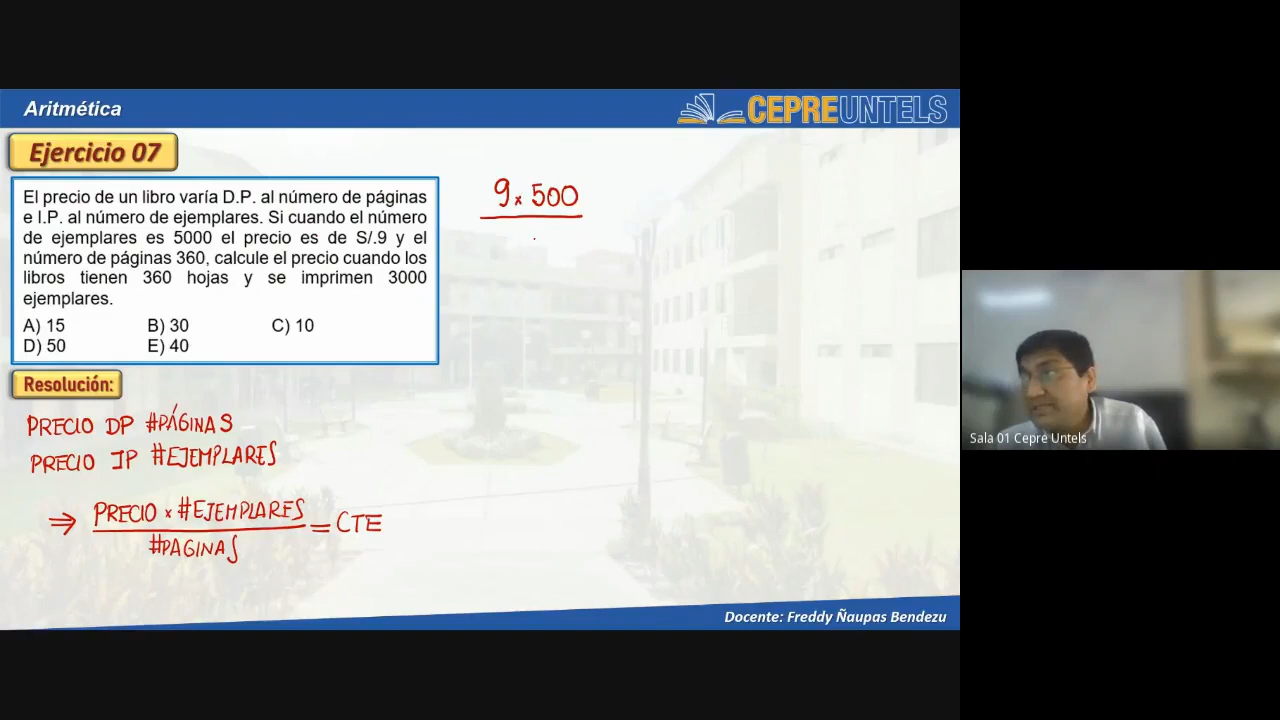 Aritmética
CEPREUNTELS
Ejercicio 07
El precio de un libro varía D.P. al número de páginas
e I.P. al número de ejemplares. Si cuando el número
de ejemplares es 5000 el precio es de S/.9 y el
número de páginas 360, calcule el precio cuando los
libros tienen 360 hojas y se imprimen 3000
ejemplares.
A) 15 B) 30 C) 10
D) 50 E) 40
9 x 500
Resolución:
PRECIO DP #PÁGINAS
PRECIO IP #EJEMPLARES
⇒ PRECIO x #EJEMPLARES = CTE
#PAGINAS
Docente: Freddy Ñaupas Bendezu
Sala 01 Cepre Untels